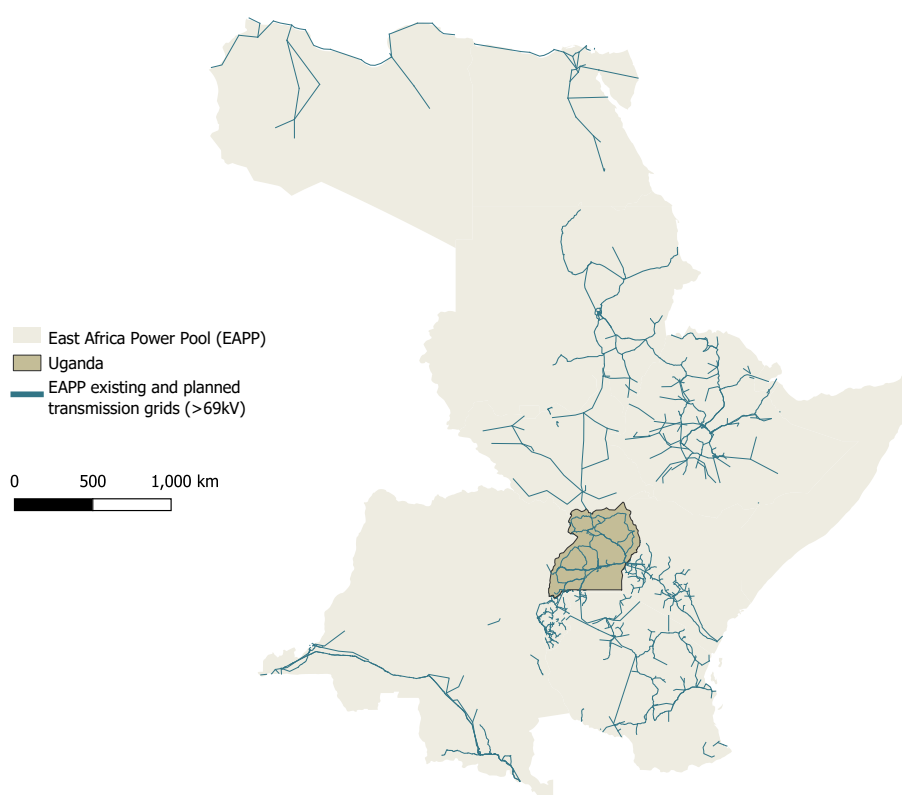 East Africa Power Pool (EAPP)
Uganda
EAPP existing and planned
transmission grids (>69kV)
0 500 1,000 km